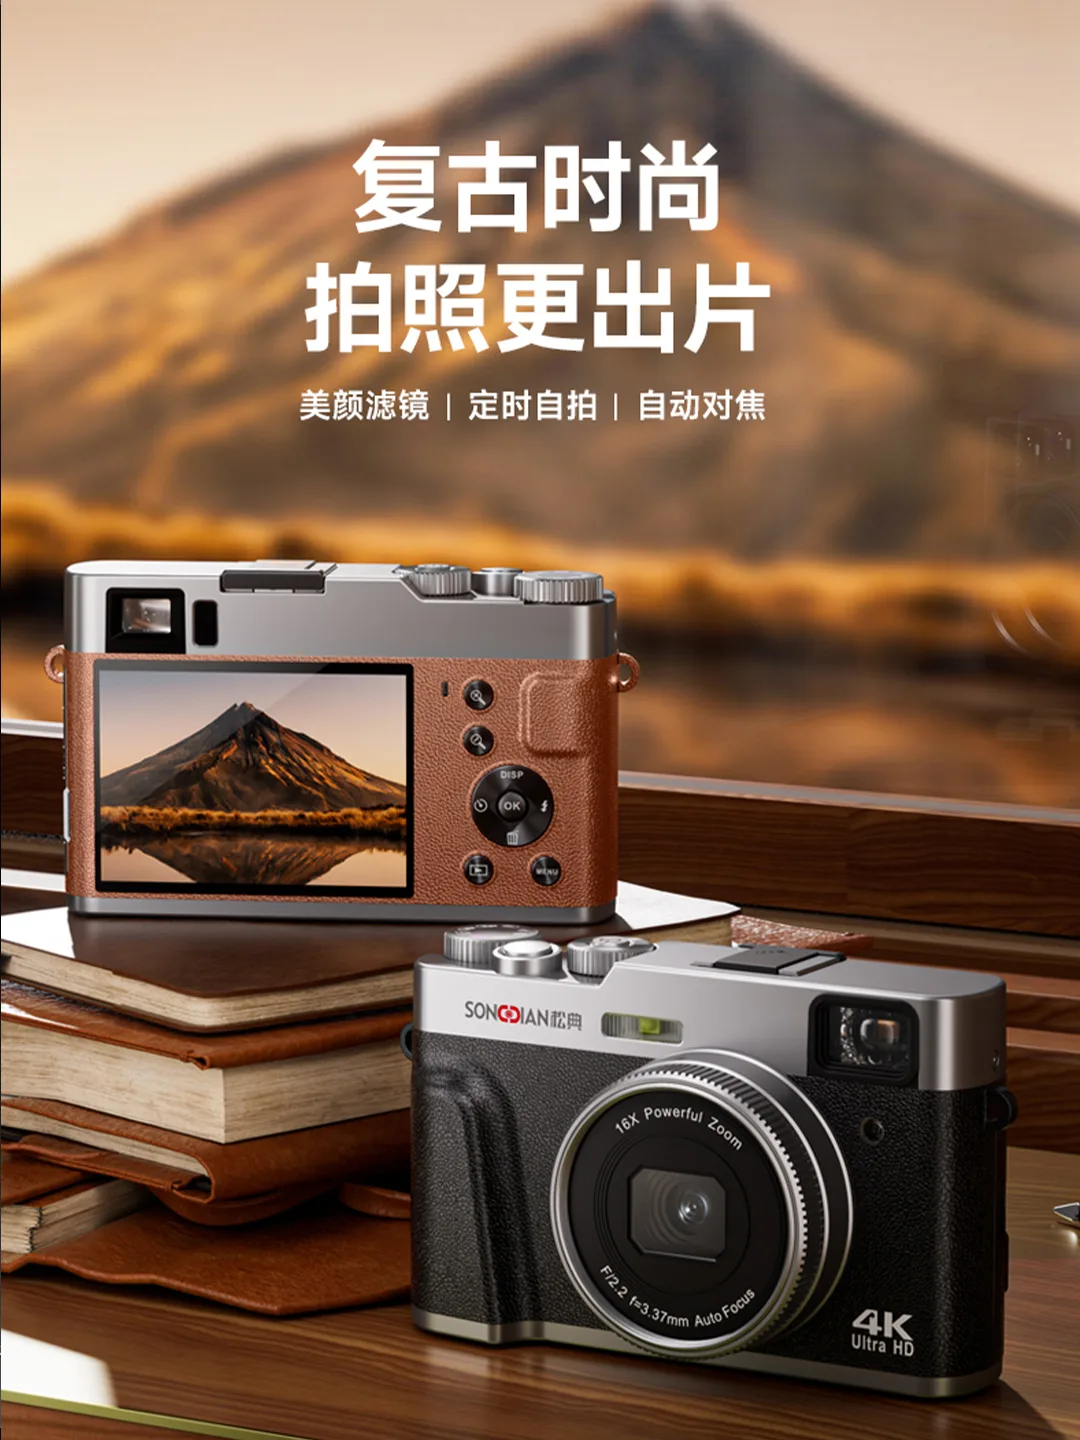 复古时尚
拍照更出片
美颜滤镜 | 定时自拍 | 自动对焦
DISP
OK
MENU
SONGDIAN松典
16X Powerful Zoom
F/2.2 f=3.37mm Auto Focus
4K
Ultra HD